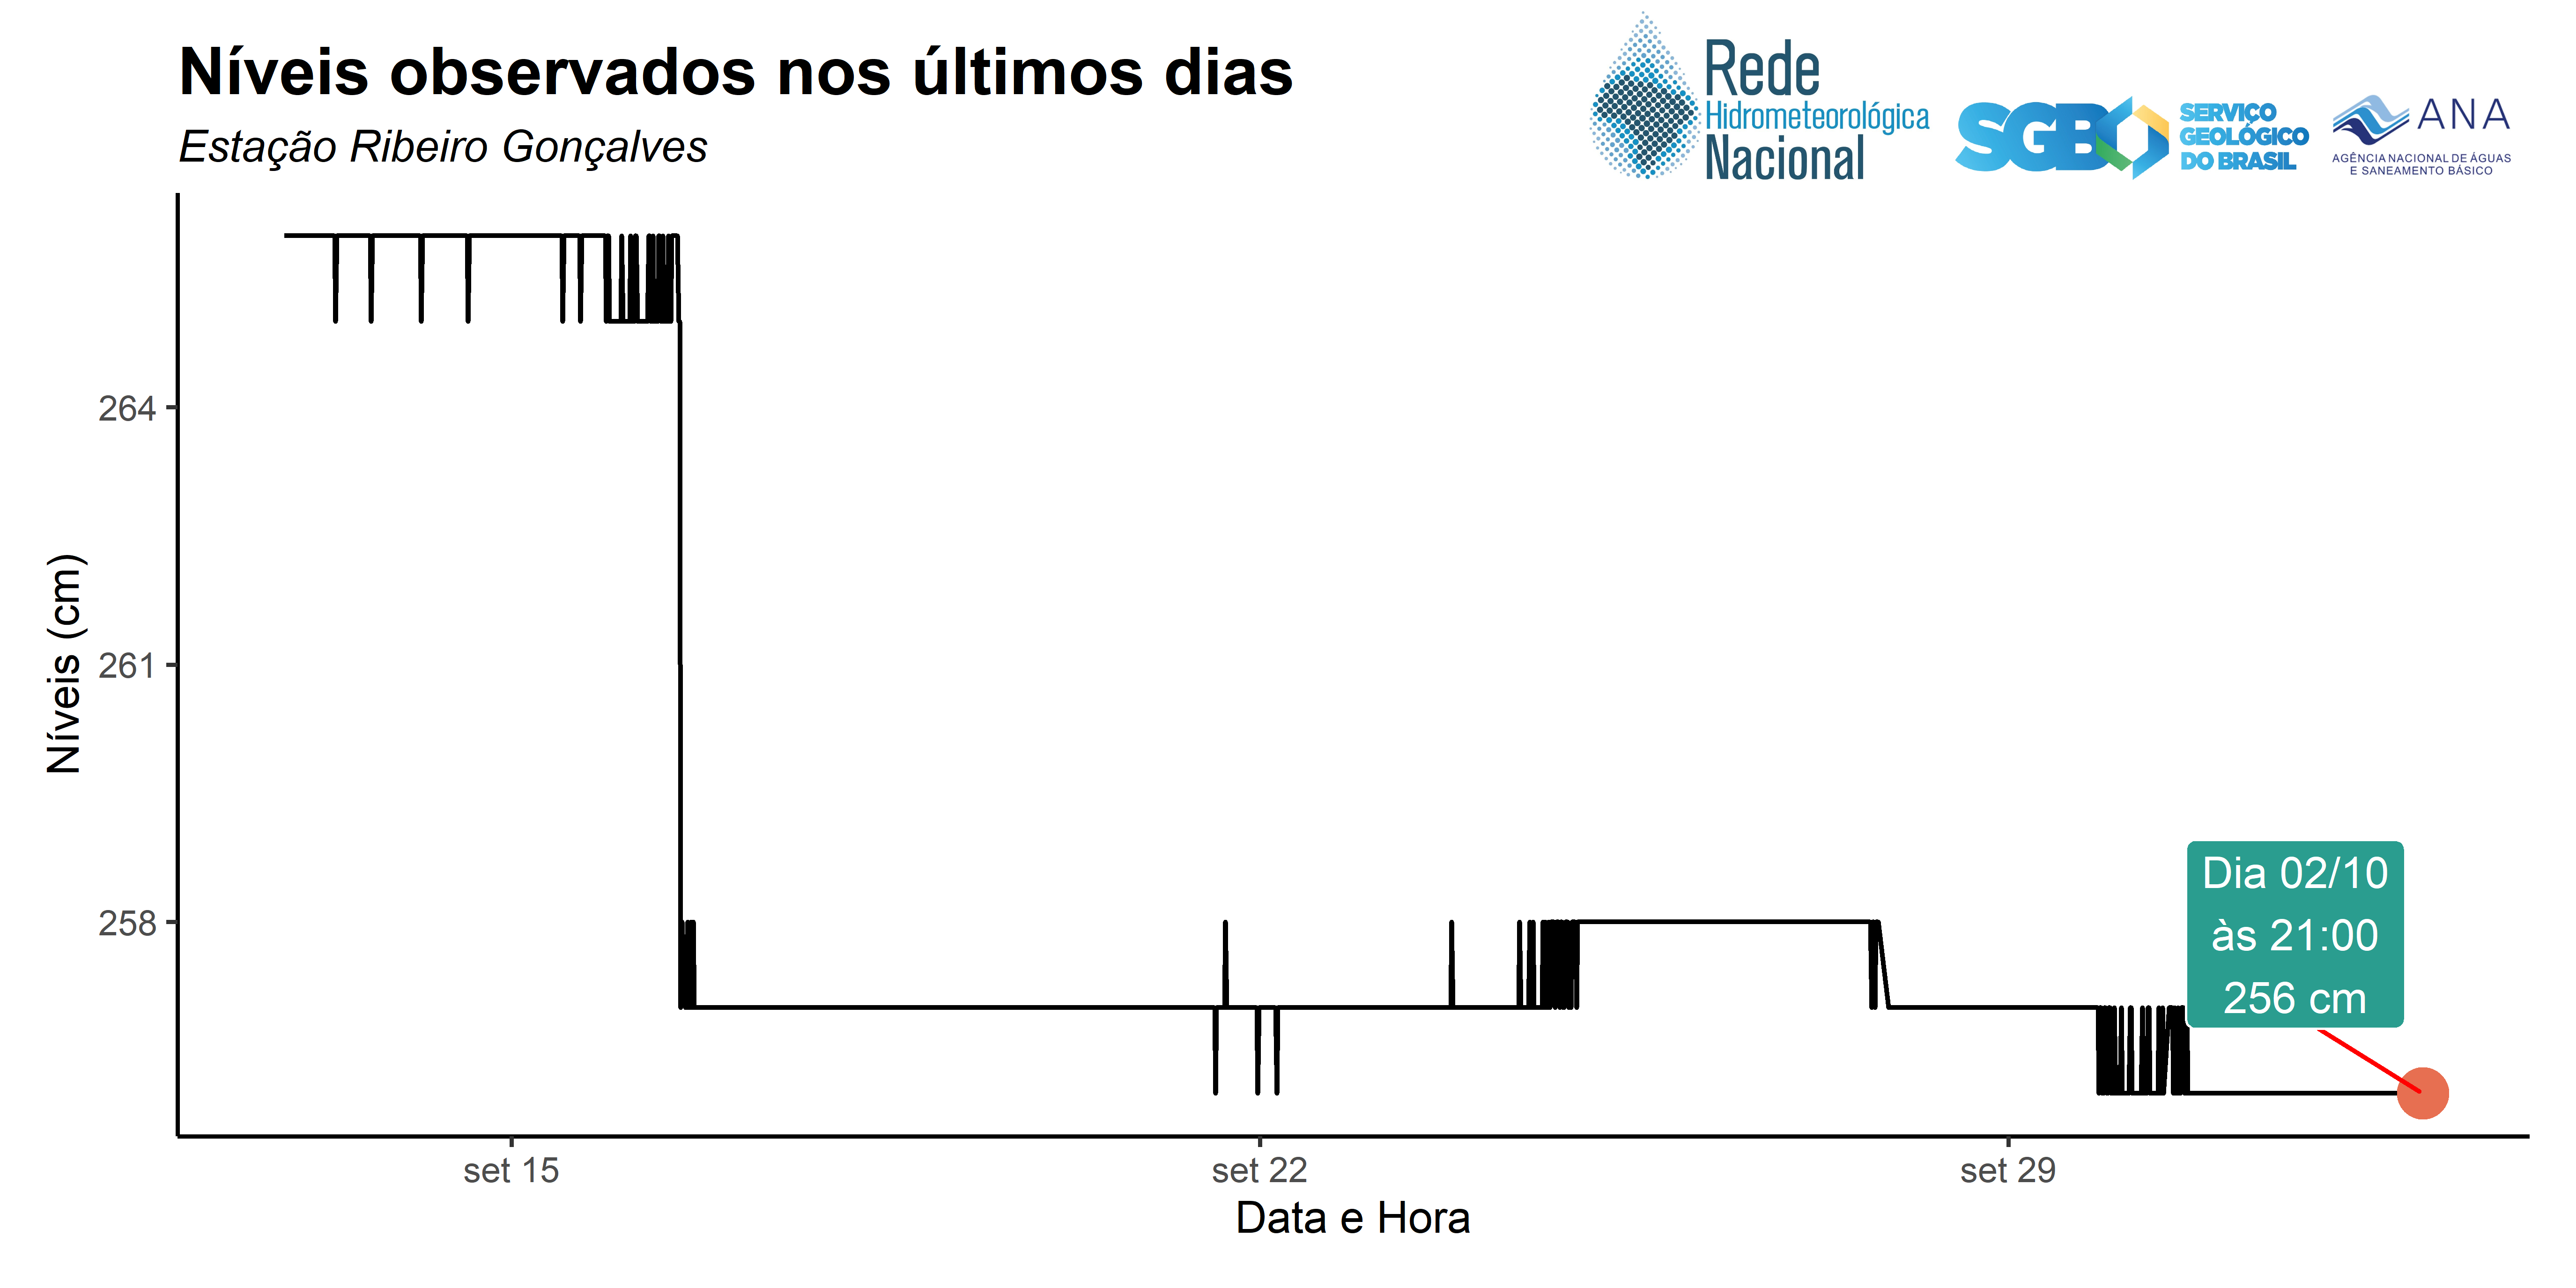 Níveis observados nos últimos dias
Estação Ribeiro Gonçalves
Rede
Hidrometeorológica
Nacional
SGB
SERVIÇO
GEOLÓGICO
DO BRASIL
ANA
AGÊNCIA NACIONAL DE ÁGUAS
E SANEAMENTO BÁSICO
Níveis (cm)
264
261
258
Dia 02/10
às 21:00
256 cm
set 15
set 22
set 29
Data e Hora